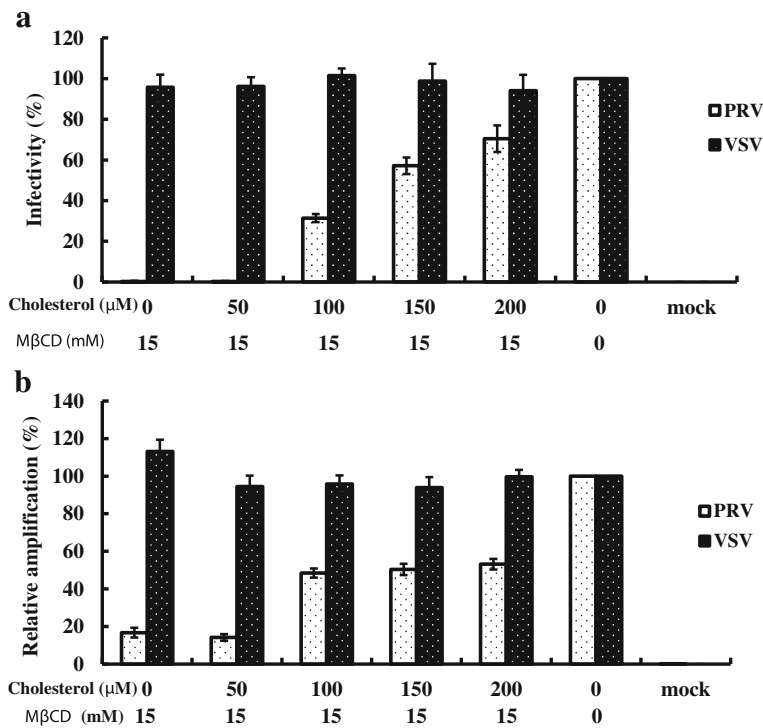 a
Infectivity (%)
120
100
80
60
40
20
0
PRV
VSV
Cholesterol (μM) 0 50 100 150 200 0 mock
MβCD (mM) 15 15 15 15 15 0
b
Relative amplification (%)
140
120
100
80
60
40
20
0
PRV
VSV
Cholesterol (μM) 0 50 100 150 200 0 mock
MβCD (mM) 15 15 15 15 15 0